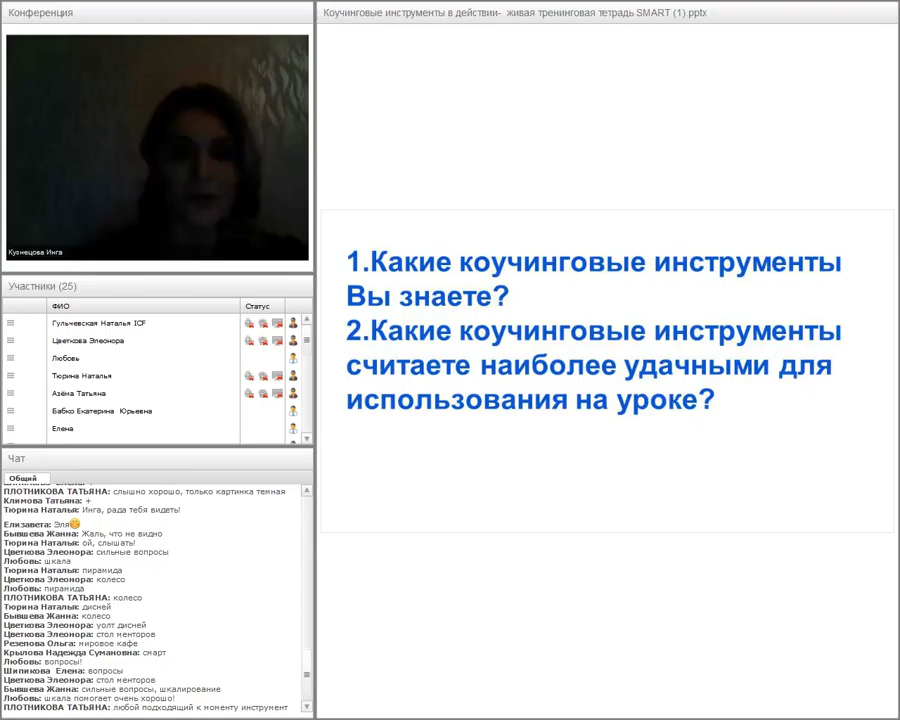 Конференция
Кузнецова Инга
Участники (25)
ФИО
Статус
Гульчевская Наталья ICF
Цветкова Элеонора
Любовь
Тюрина Наталья
Азёма Татьяна
Бабко Екатерина Юрьевна
Елена
Чат
Общий
ПЛОТНИКОВА ТАТЬЯНА: слышно хорошо, только картинка темная
Климова Татьяна: +
Тюрина Наталья: Инга, рада тебя видеть!
Елизавета: Эля
Бывшева Жанна: Жаль, что не видно
Тюрина Наталья: ой, слышать!
Цветкова Элеонора: сильные вопросы
Любовь: шкала
Тюрина Наталья: пирамида
Цветкова Элеонора: колесо
Любовь: пирамида
ПЛОТНИКОВА ТАТЬЯНА: колесо
Тюрина Наталья: дисней
Бывшева Жанна: колесо
Цветкова Элеонора: уолт дисней
Цветкова Элеонора: стол менторов
Резепова Ольга: мировое кафе
Крылова Надежда Сумановна: смарт
Любовь: вопросы!
Шипикова Елена: вопросы
Цветкова Элеонора: стол менторов
Бывшева Жанна: сильные вопросы, шкалирование
Любовь: шкала помогает очень хорошо!
ПЛОТНИКОВА ТАТЬЯНА: любой подходящий к моменту инструмент
Коучинговые инструменты в действии- живая тренинговая тетрадь SMART (1).pptx
1.Какие коучинговые инструменты
Вы знаете?
2.Какие коучинговые инструменты
считаете наиболее удачными для
использования на уроке?